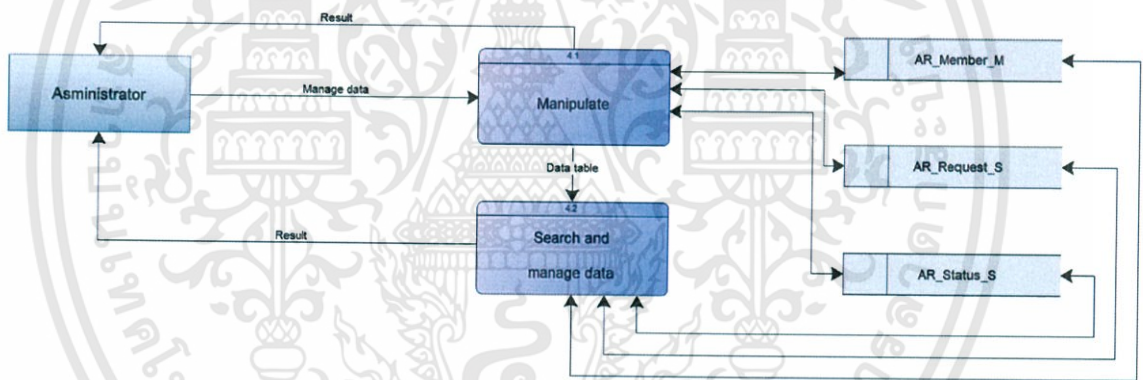 Result
4.1
AR_Member_M
Asministrator
Manage data
Manipulate
Data table
AR_Request_S
4.2
Result
Search and
manage data
AR_Status_S